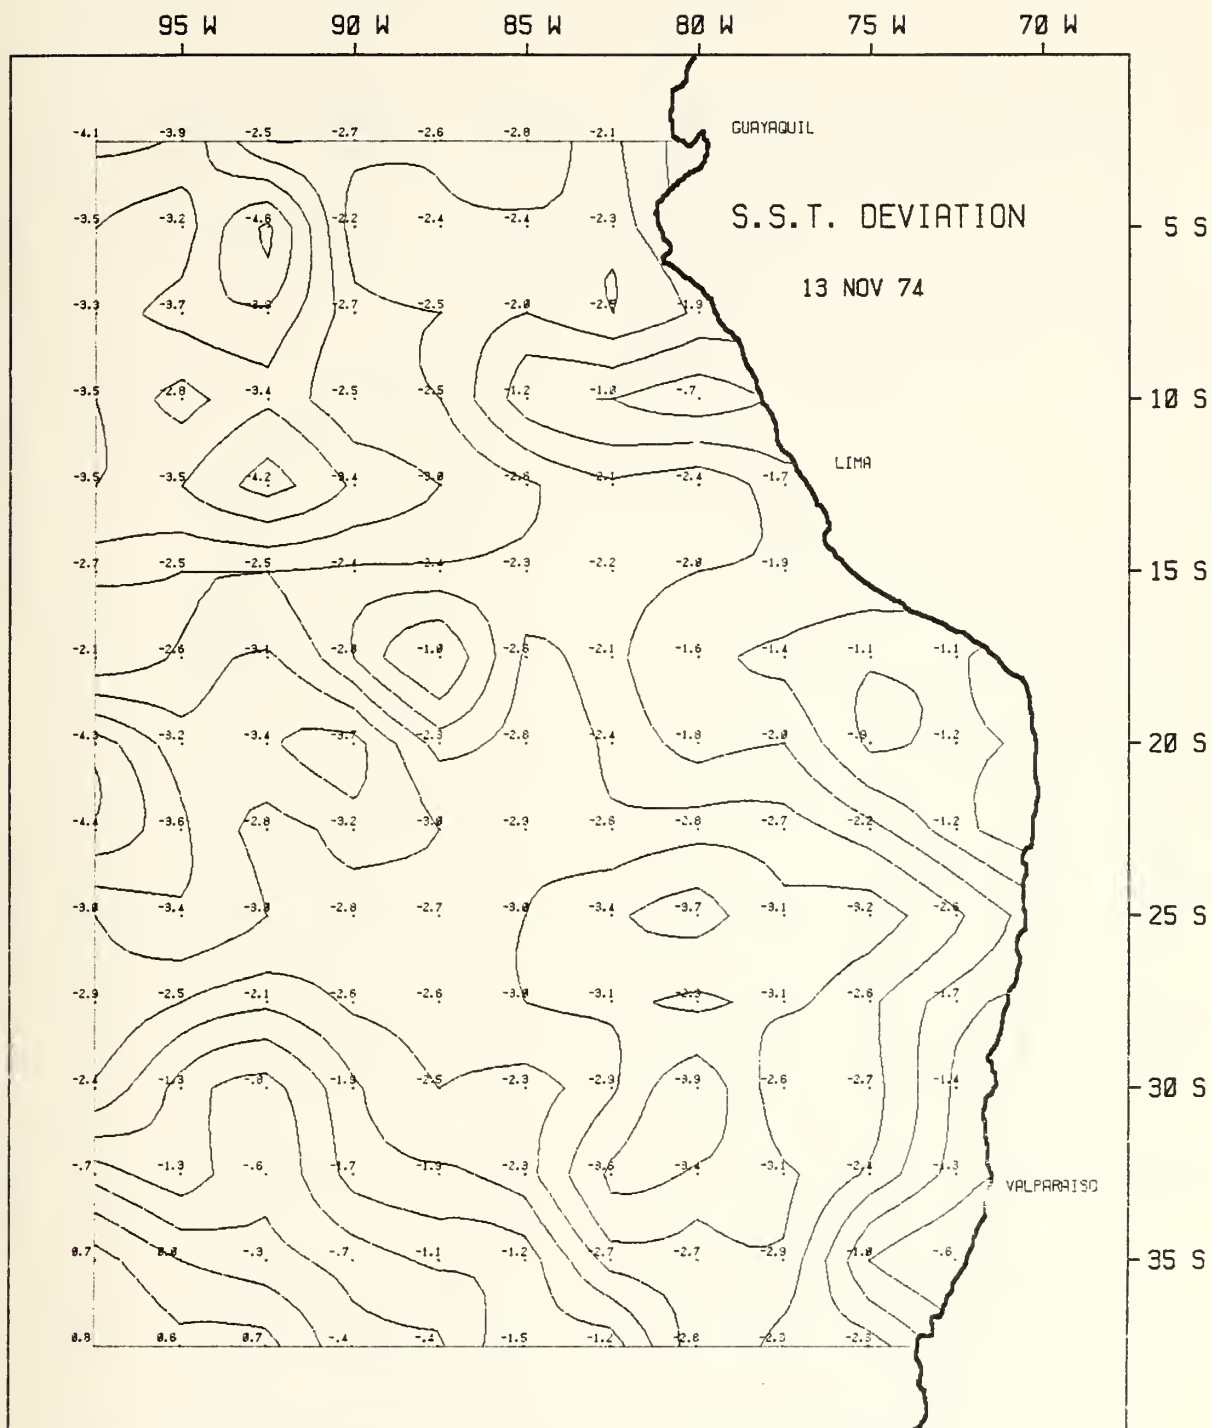 95 W 90 W 85 W 80 W 75 W 70 W
-4.1 -3.9 -2.5 -2.7 -2.6 -2.8 -2.1 GUAYAQUIL
S.S.T. DEVIATION
-3.5 -3.2 -4.6 -2.2 -2.4 -2.4 -2.3 5 S
13 NOV 74
-3.3 -3.7 -2.7 -2.5 -2.0 -1.9
-3.5 -2.8 -3.4 -2.5 -2.5 -1.2 -1.0 -.7 10 S
LIMA
-3.5 -3.5 -4.2 -3.4 -3.0 -2.6 -2.1 -2.4 -1.7
-2.7 -2.5 -2.5 -2.4 -2.4 -2.3 -2.2 -2.0 -1.9 15 S
-2.1 -2.6 -3.1 -1.0 -2.6 -2.1 -1.6 -1.4 -1.1 -1.1
-4.3 -3.2 -3.4 -3.7 -2.3 -2.8 -2.4 -1.8 -2.0 -.9 -1.2 20 S
-4.4 -3.6 -2.8 -3.2 -3.0 -2.9 -2.6 -2.8 -2.7 -2.2 -1.2
-3.0 -3.4 -3.0 -2.8 -2.7 -3.0 -3.4 -3.7 -3.1 -3.2 25 S
-2.9 -2.5 -2.1 -2.6 -2.6 -3.0 -3.1 -2.3 -3.1 -2.6 -1.7
-2.4 -1.3 -.8 -1.9 -2.5 -2.3 -2.9 -3.9 -2.6 -2.7 -1.4 30 S
-.7 -1.3 -.6 -1.7 -1.9 -2.3 -3.6 -3.4 -3.1 -2.4 -1.3
VALPARAISO
0.7 0.0 -.3 -.7 -1.1 -1.2 -2.7 -2.7 -2.9 -1.0 -.6 35 S
0.8 0.6 0.7 -.4 -.4 -1.5 -1.2 -2.8 -2.3